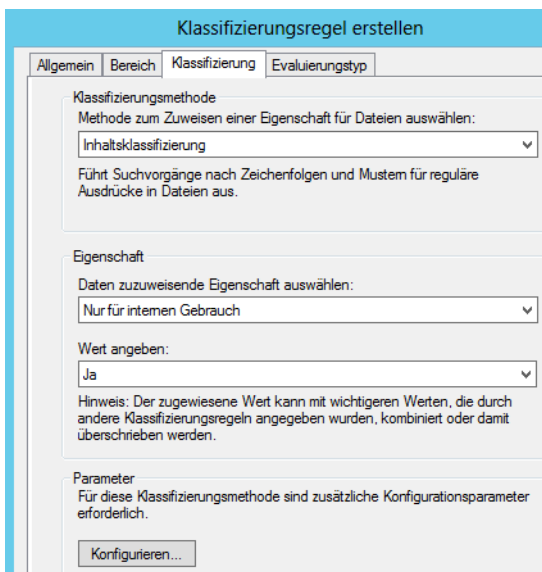 Klassifizierungsregel erstellen
Allgemein Bereich Klassifizierung Evaluierungstyp
Klassifizierungsmethode
Methode zum Zuweisen einer Eigenschaft für Dateien auswählen:
Inhaltsklassifizierung
Führt Suchvorgänge nach Zeichenfolgen und Mustern für reguläre
Ausdrücke in Dateien aus.
Eigenschaft
Daten zuzuweisende Eigenschaft auswählen:
Nur für internen Gebrauch
Wert angeben:
Ja
Hinweis: Der zugewiesene Wert kann mit wichtigeren Werten, die durch
andere Klassifizierungsregeln angegeben wurden, kombiniert oder damit
überschrieben werden.
Parameter
Für diese Klassifizierungsmethode sind zusätzliche Konfigurationsparameter
erforderlich.
Konfigurieren...